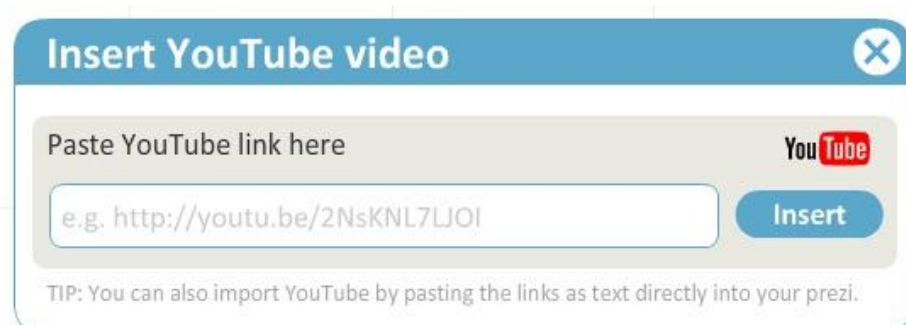 Insert YouTube video
Paste YouTube link here
YouTube
e.g. http://youtu.be/2NsKNL7LJOI
Insert
TIP: You can also import YouTube by pasting the links as text directly into your prezi.